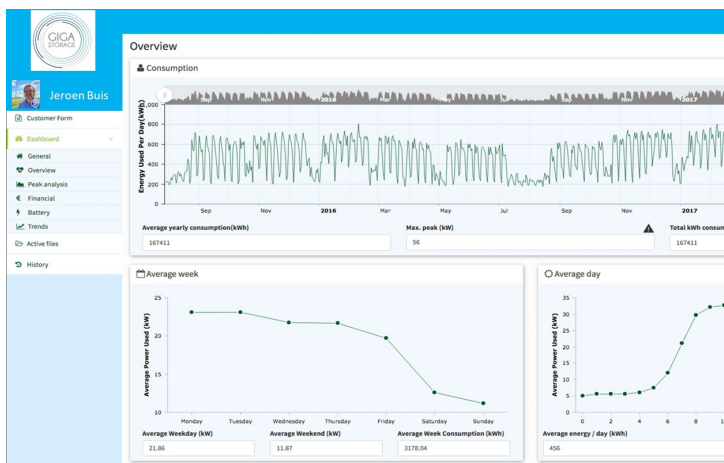 GIGA
STORAGE
Jeroen Buis
Customer Form
Dashboard
General
Overview
Peak analysis
Financial
Battery
Trends
Active files
History
Overview
Consumption
Sep Nov 2016 Mar May Jul Sep Nov 2017
Energy Used Per Day(kWh)
,000
800
600
400
200
0
Sep Nov 2016 Mar May Jul Sep Nov 2017
Average yearly consumption(kWh) Max. peak (kW) Total kWh consum
167411 56 167411
Average week
Average Power Used (kW)
25
20
15
10
Monday Tuesday Wednesday Thursday Friday Saturday Sunday
Average Weekday (kW) Average Weekend (kW) Average Week Consumption (kWh)
21.86 11.87 3178.04
Average day
Average Power Used (kW)
35
30
25
20
15
10
5
0
0 2 4 6 8 1
Average energy / day (kWh)
456